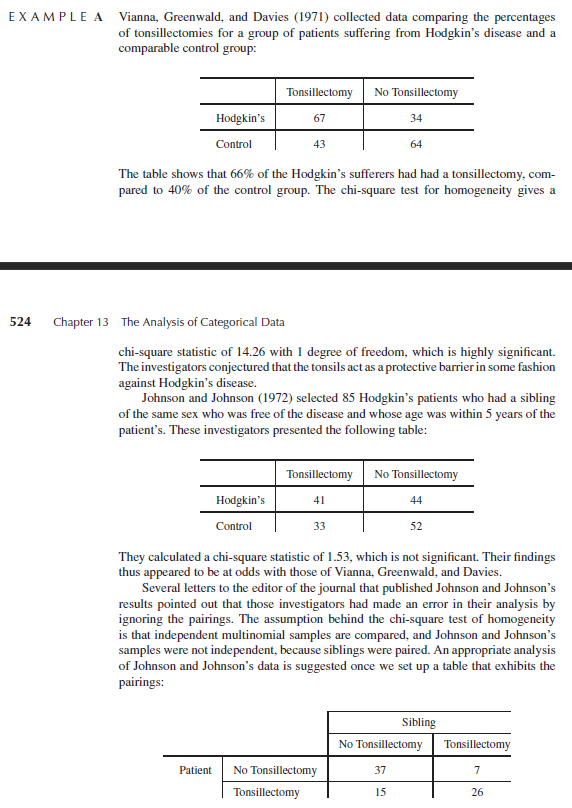 EXAMPLE A Vianna, Greenwald, and Davies (1971) collected data comparing the percentages
of tonsillectomies for a group of patients suffering from Hodgkin's disease and a
comparable control group:
Tonsillectomy No Tonsillectomy
Hodgkin's 67 34
Control 43 64
The table shows that 66% of the Hodgkin's sufferers had had a tonsillectomy, com-
pared to 40% of the control group. The chi-square test for homogeneity gives a
524 Chapter 13 The Analysis of Categorical Data
chi-square statistic of 14.26 with 1 degree of freedom, which is highly significant.
The investigators conjectured that the tonsils act as a protective barrier in some fashion
against Hodgkin's disease.
Johnson and Johnson (1972) selected 85 Hodgkin's patients who had a sibling
of the same sex who was free of the disease and whose age was within 5 years of the
patient's. These investigators presented the following table:
Tonsillectomy No Tonsillectomy
Hodgkin's 41 44
Control 33 52
They calculated a chi-square statistic of 1.53, which is not significant. Their findings
thus appeared to be at odds with those of Vianna, Greenwald, and Davies.
Several letters to the editor of the journal that published Johnson and Johnson's
results pointed out that those investigators had made an error in their analysis by
ignoring the pairings. The assumption behind the chi-square test of homogeneity
is that independent multinomial samples are compared, and Johnson and Johnson's
samples were not independent, because siblings were paired. An appropriate analysis
of Johnson and Johnson's data is suggested once we set up a table that exhibits the
pairings:
Sibling
No Tonsillectomy Tonsillectomy
Patient No Tonsillectomy 37 7
Tonsillectomy 15 26